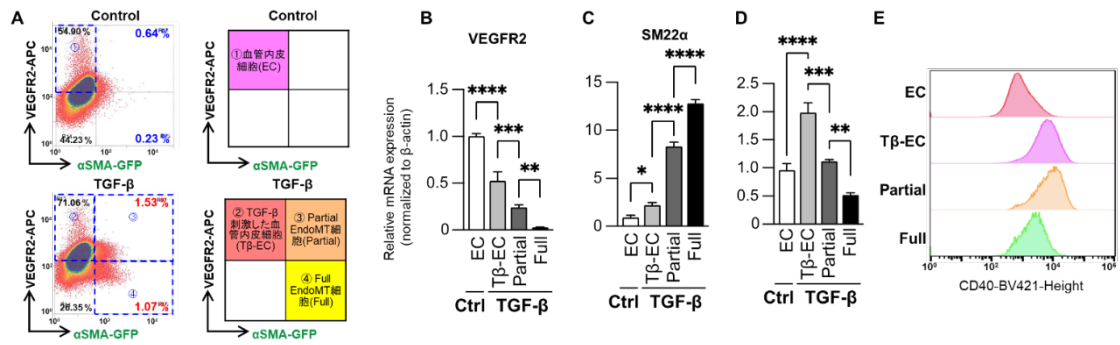 A
Control
54.90 %
0.64%
①
VEGFR2-APC
44.23 %
0.23 %
αSMA-GFP
TGF-β
71.06 %
1.53%
②
③
VEGFR2-APC
④
26.35 %
1.07%
αSMA-GFP
Control
①血管内皮
細胞(EC)
VEGFR2-APC
αSMA-GFP
TGF-β
② TGF-β
刺激した血
管内皮細胞
(Tβ-EC)
③ Partial
EndoMT細
胞(Partial)
④ Full
EndoMT細
胞(Full)
VEGFR2-APC
αSMA-GFP
B
VEGFR2
Relative mRNA expression
(normalized to β-actin)
1.5
1.0
0.5
0.0
****
***
**
EC
Tβ-EC
Partial
Full
Ctrl
TGF-β
C
SM22α
15
10
5
0
*
****
****
EC
Tβ-EC
Partial
Full
Ctrl
TGF-β
D
2.5
2.0
1.5
1.0
0.5
0.0
****
***
**
EC
Tβ-EC
Partial
Full
Ctrl
TGF-β
E
EC
Tβ-EC
Partial
Full
10⁰ 10² 10⁴ 10⁶
CD40-BV421-Height